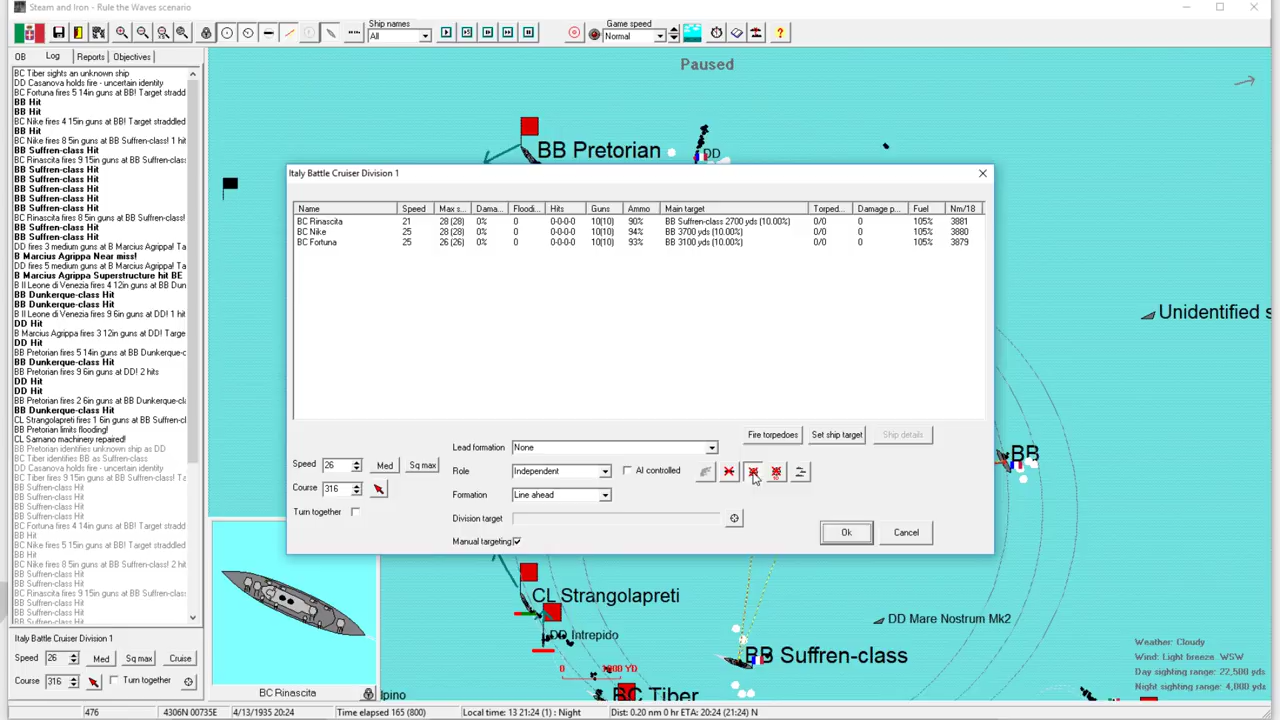 Steam and Iron - Rule the Waves scenario
Ship names
All
Game speed
Normal
OB Log Reports Objectives
Paused
BC Tiber sights an unknown ship
DD Casanova holds fire - uncertain identity
BC Fortuna fires 5 14in guns at BB! Target straddl
BB Hit
BB Hit
BC Nike fires 4 15in guns at BB! Target straddled
BB Hit
BC Nike fires 8 5in guns at BB Suffren-class! 1 hit
BB Suffren-class Hit
BC Rinascita fires 9 15in guns at BB Suffren-class
BB Suffren-class Hit
BB Suffren-class Hit
BB Suffren-class Hit
BB Suffren-class Hit
BC Rinascita fires 8 5in guns at BB Suffren-class!
BB Suffren-class Hit
BB Suffren-class Hit
DD fires 3 medium guns at B Marcius Agrippa! Ta
B Marcius Agrippa Near miss!
DD fires 5 medium guns at B Marcius Agrippa! Ta
B Marcius Agrippa Superstructure hit BE
B Il Leone di Venezia fires 4 12in guns at BB Dun
BB Dunkerque-class Hit
BB Dunkerque-class Hit
B Il Leone di Venezia fires 9 6in guns at DD! 1 hit
DD Hit
B Marcius Agrippa fires 3 12in guns at DD! Targe
DD Hit
BB Pretorian fires 5 14in guns at BB Dunkerque-c
BB Dunkerque-class Hit
BB Pretorian fires 9 6in guns at DD! 2 hits
DD Hit
DD Hit
BB Pretorian fires 2 6in guns at BB Dunkerque-cl
BB Dunkerque-class Hit
CL Strangolapreti fires 1 6in guns at BB Suffren-cl
BB Pretorian limits flooding!
CL Sarnano machinery repaired!
BB Pretorian identifies unknown ship as DD
BC Tiber identifies BB as Suffren-class
DD Casanova holds fire - uncertain identity
BC Tiber fires 9 15in guns at BB Suffren-class! 1
BB Suffren-class Hit
BB Suffren-class Hit
BB Suffren-class Hit
BC Fortuna fires 4 14in guns at BB! Target straddl
BB Hit
BC Nike fires 5 15in guns at BB! Target straddled
BB Hit
BC Nike fires 8 5in guns at BB Suffren-class! 2 hit
BB Suffren-class Hit
BB Suffren-class Hit
BC Rinascita fires 9 15in guns at BB Suffren-class
BB Suffren-class Hit
BB Suffren-class Hit
BB Suffren-class Hit
Italy Battle Cruiser Division 1
Speed 26 Med Sq max Cruise
Course 316 Turn together
BB Pretorian
DD
Italy Battle Cruiser Division 1
Name Speed Max s... Dama... Floodi... Hits Guns Ammo Main target Torped... Damage p... Fuel Nm/18
BC Rinascita 21 28 (28) 0% 0 0-0-0-0 10(10) 90% BB Suffren-class 2700 yds (10.00%) 0/0 0 105% 3881
BC Nike 25 28 (28) 0% 0 0-0-0-0 10(10) 94% BB 3700 yds (10.00%) 0/0 0 105% 3880
BC Fortuna 25 26 (26) 0% 0 0-0-0-0 10(10) 93% BB 3100 yds (10.00%) 0/0 0 105% 3879
Fire torpedoes Set ship target Ship details
Lead formation None
Speed 26 Med Sq max
Role Independent AI controlled
Course 316
Formation Line ahead
Turn together
Division target
Manual targeting
Ok Cancel
Unidentified s
BB
CL Strangolapreti
DD Intrepido
DD Mare Nostrum Mk2
BB Suffren-class
0 1000 YD
BC Tiber
lpino
BC Rinascita
Weather: Cloudy
Wind: Light breeze. WSW
Day sighting range: 22,500 yds
Night sighting range: 4,000 yds
476 4306N 00735E 4/13/1935 20:24 Time elapsed 165 (800) Local time: 13 21:24 (1) : Night Dist: 0.20 nm 0 hr ETA: 20:24 (21:24) N